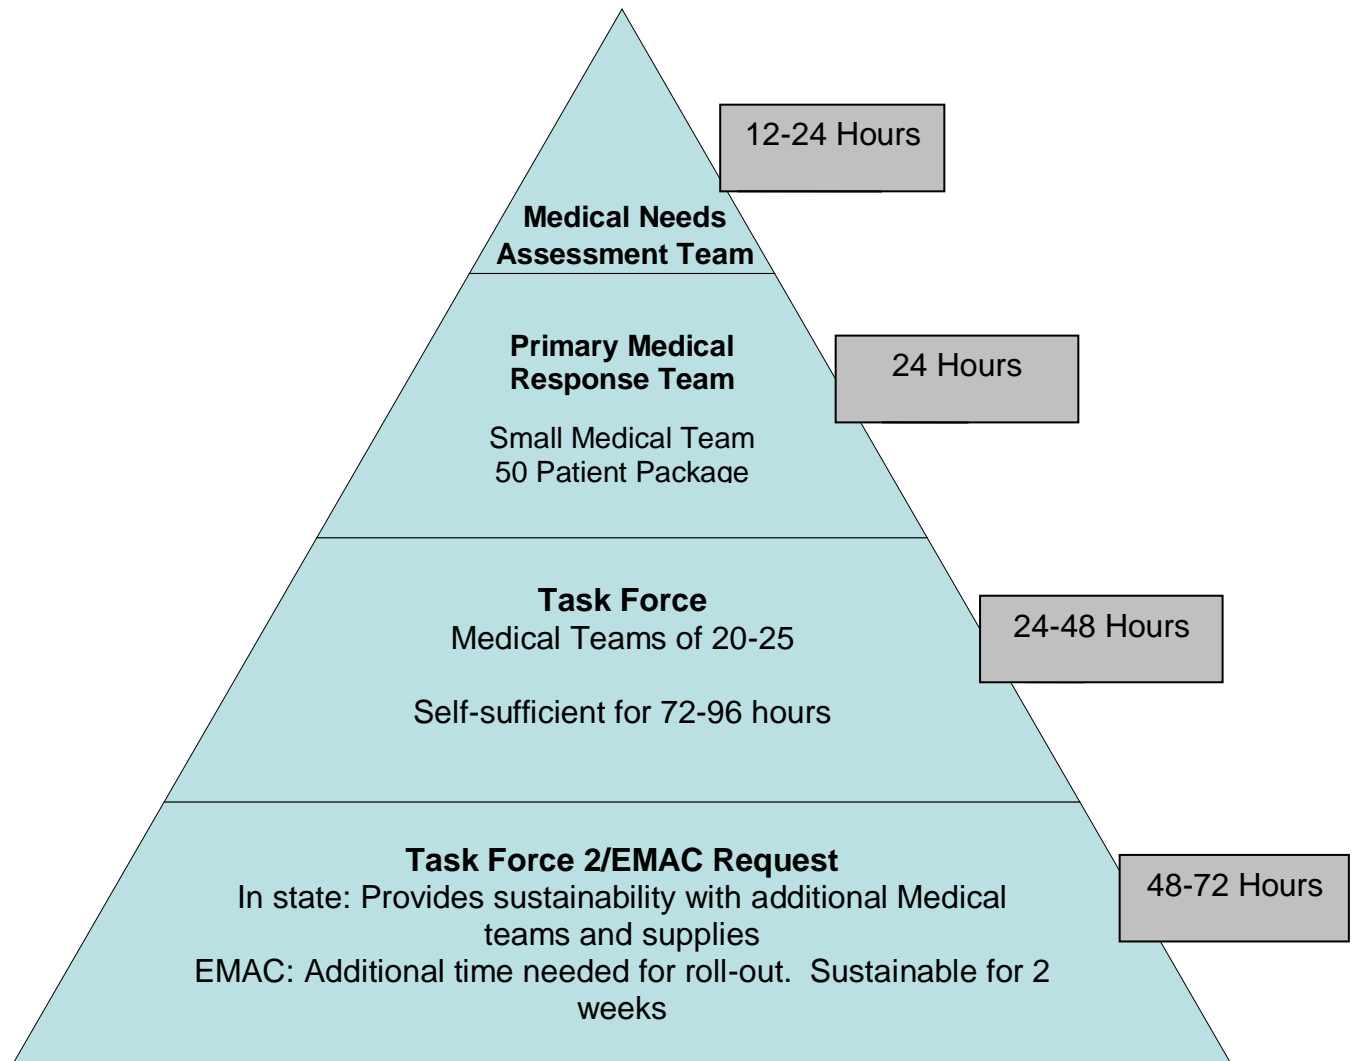 12-24 Hours
Medical Needs
Assessment Team
Primary Medical
Response Team
24 Hours
Small Medical Team
50 Patient Package
Task Force
Medical Teams of 20-25
24-48 Hours
Self-sufficient for 72-96 hours
Task Force 2/EMAC Request
In state: Provides sustainability with additional Medical
teams and supplies
48-72 Hours
EMAC: Additional time needed for roll-out.  Sustainable for 2
weeks